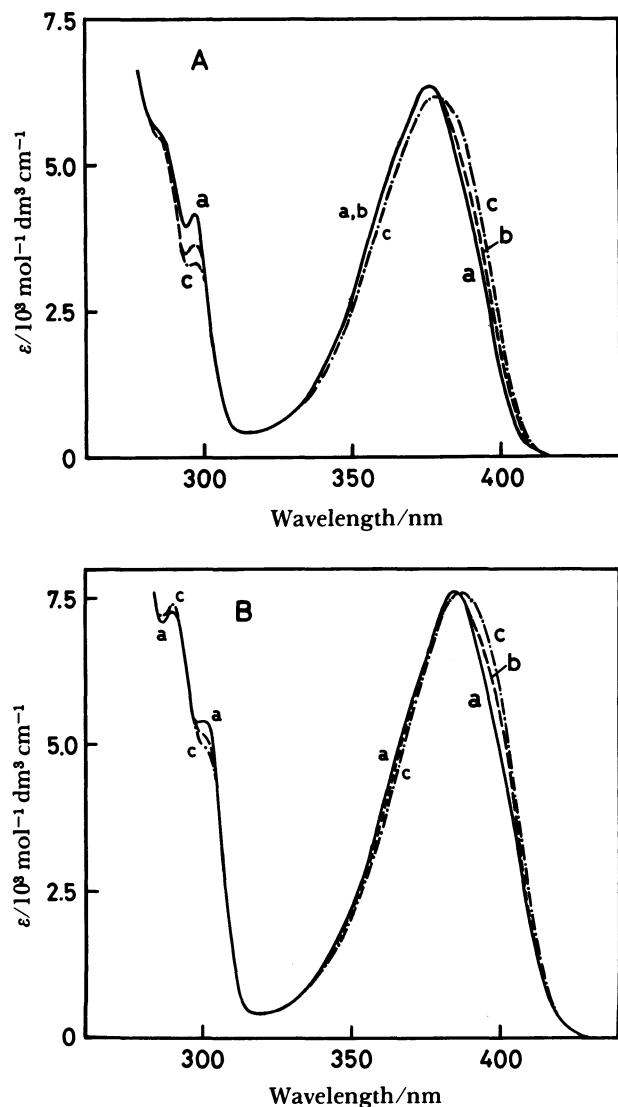 7.5
A
a
a,b
c
c
b
a
c
5.0
2.5
0
ε/10³ mol⁻¹ dm³ cm⁻¹
300
350
400
Wavelength/nm
7.5
B
c
a
c
b
a
a
c
a
c
5.0
2.5
0
ε/10³ mol⁻¹ dm³ cm⁻¹
300
350
400
Wavelength/nm